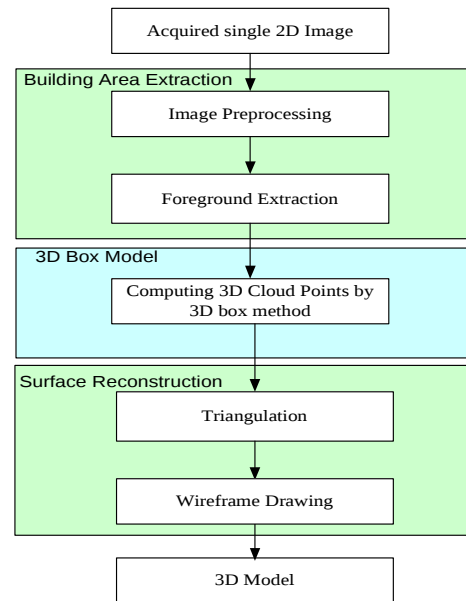 Acquired single 2D Image
Building Area Extraction
Image Preprocessing
Foreground Extraction
3D Box Model
Computing 3D Cloud Points by
3D box method
Surface Reconstruction
Triangulation
Wireframe Drawing
3D Model